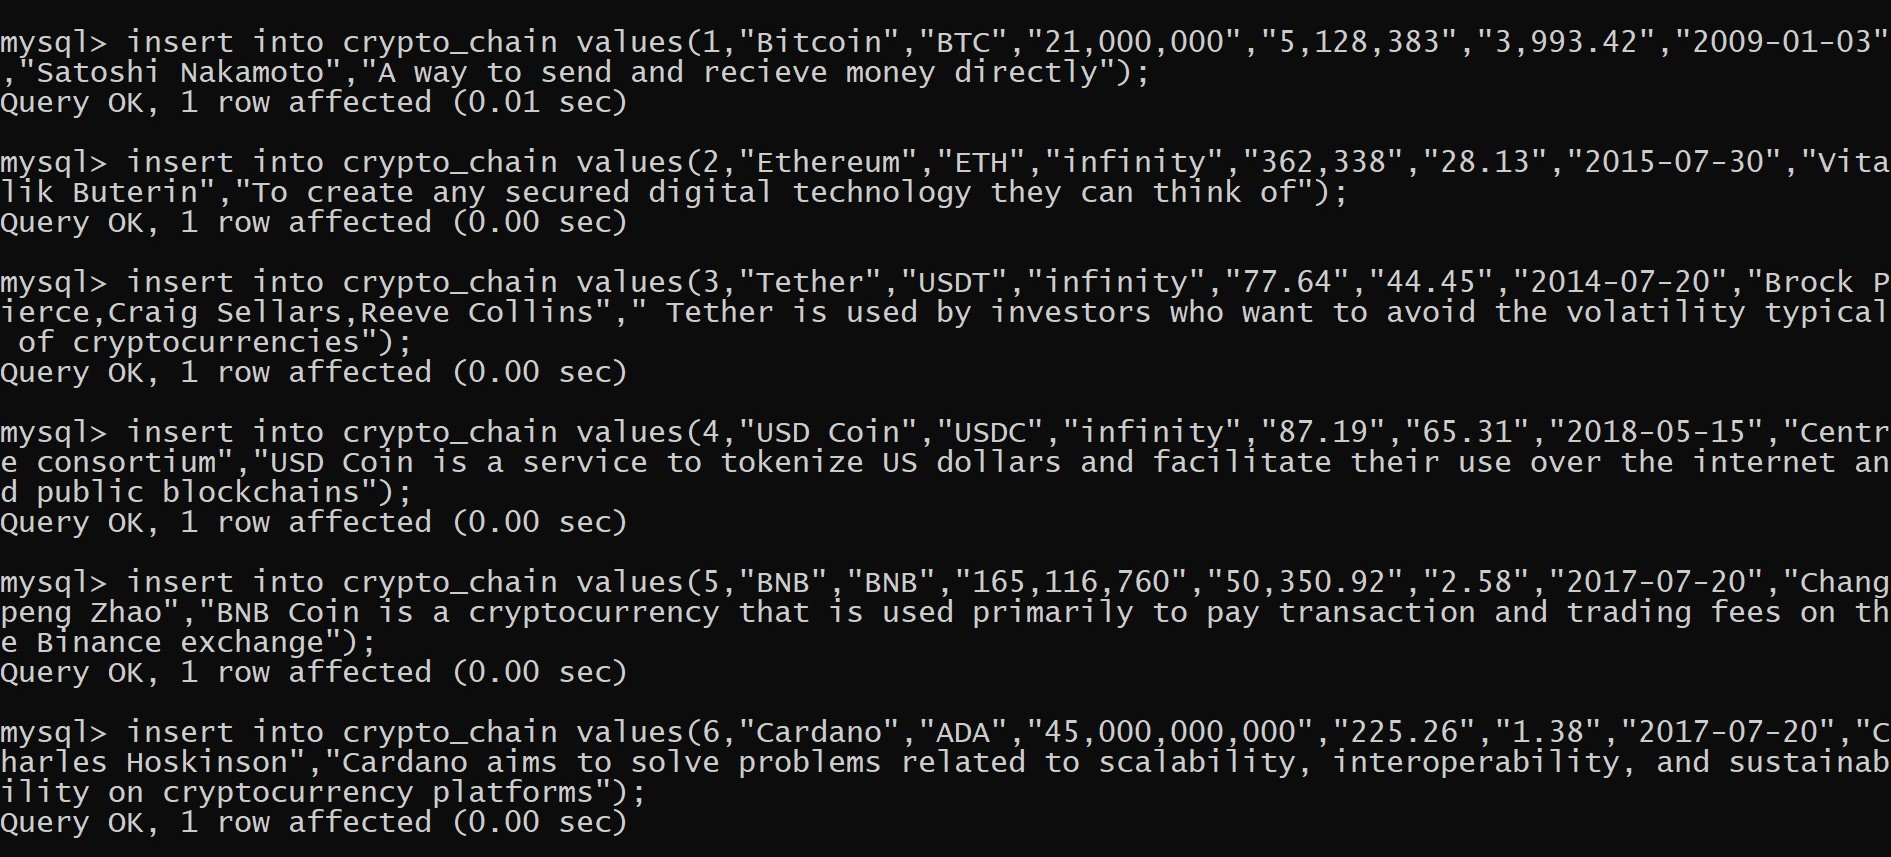 mysql> insert into crypto_chain values(1,"Bitcoin","BTC","21,000,000","5,128,383","3,993.42","2009-01-03"
,"Satoshi Nakamoto","A way to send and recieve money directly");
Query OK, 1 row affected (0.01 sec)
mysql> insert into crypto_chain values(2,"Ethereum","ETH","infinity","362,338","28.13","2015-07-30","Vita
lik Buterin","To create any secured digital technology they can think of");
Query OK, 1 row affected (0.00 sec)
mysql> insert into crypto_chain values(3,"Tether","USDT","infinity","77.64","44.45","2014-07-20","Brock P
ierce,Craig Sellars,Reeve Collins"," Tether is used by investors who want to avoid the volatility typical
 of cryptocurrencies");
Query OK, 1 row affected (0.00 sec)
mysql> insert into crypto_chain values(4,"USD Coin","USDC","infinity","87.19","65.31","2018-05-15","Centr
e consortium","USD Coin is a service to tokenize US dollars and facilitate their use over the internet an
d public blockchains");
Query OK, 1 row affected (0.00 sec)
mysql> insert into crypto_chain values(5,"BNB","BNB","165,116,760","50,350.92","2.58","2017-07-20","Chang
peng Zhao","BNB Coin is a cryptocurrency that is used primarily to pay transaction and trading fees on th
e Binance exchange");
Query OK, 1 row affected (0.00 sec)
mysql> insert into crypto_chain values(6,"Cardano","ADA","45,000,000,000","225.26","1.38","2017-07-20","C
harles Hoskinson","Cardano aims to solve problems related to scalability, interoperability, and sustainab
ility on cryptocurrency platforms");
Query OK, 1 row affected (0.00 sec)